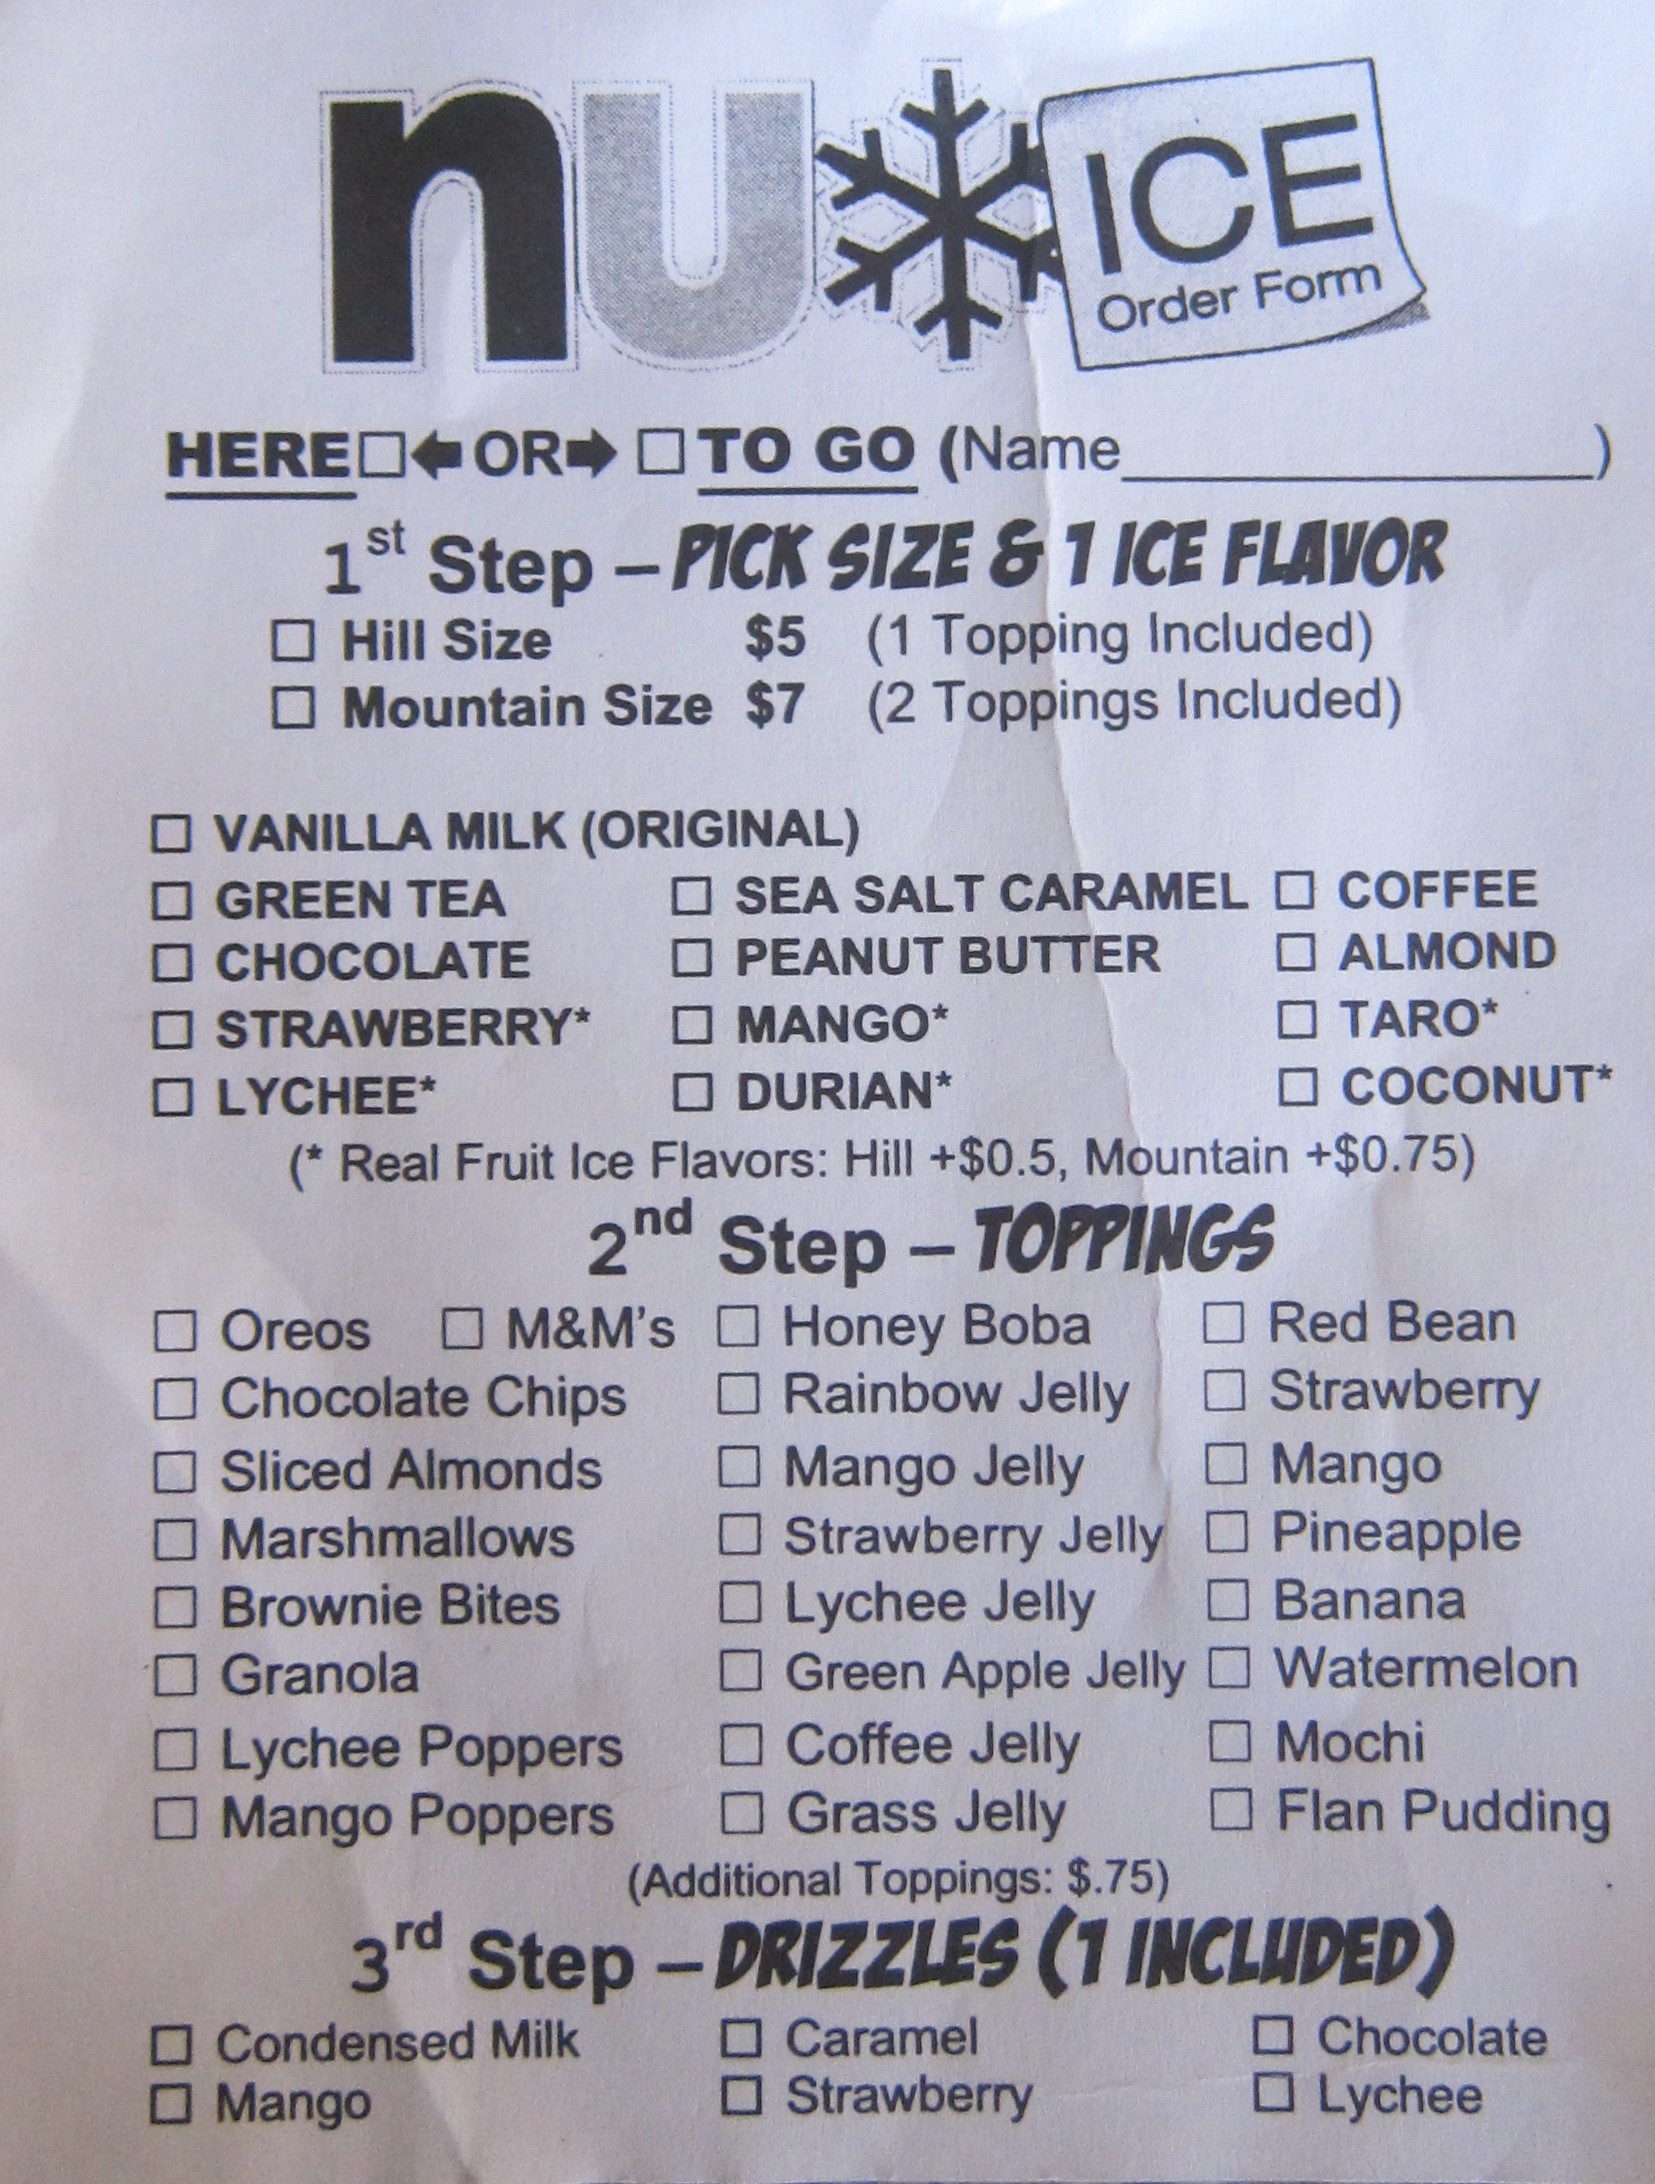 nu ICE
Order Form
HERE☐←OR→ ☐TO GO (Name______________)
1st Step – PICK SIZE & 1 ICE FLAVOR
☐ Hill Size $5 (1 Topping Included)
☐ Mountain Size $7 (2 Toppings Included)
☐ VANILLA MILK (ORIGINAL)
☐ GREEN TEA ☐ SEA SALT CARAMEL ☐ COFFEE
☐ CHOCOLATE ☐ PEANUT BUTTER ☐ ALMOND
☐ STRAWBERRY* ☐ MANGO* ☐ TARO*
☐ LYCHEE* ☐ DURIAN* ☐ COCONUT*
(* Real Fruit Ice Flavors: Hill +$0.5, Mountain +$0.75)
2nd Step – TOPPINGS
☐ Oreos ☐ M&M's ☐ Honey Boba ☐ Red Bean
☐ Chocolate Chips ☐ Rainbow Jelly ☐ Strawberry
☐ Sliced Almonds ☐ Mango Jelly ☐ Mango
☐ Marshmallows ☐ Strawberry Jelly ☐ Pineapple
☐ Brownie Bites ☐ Lychee Jelly ☐ Banana
☐ Granola ☐ Green Apple Jelly ☐ Watermelon
☐ Lychee Poppers ☐ Coffee Jelly ☐ Mochi
☐ Mango Poppers ☐ Grass Jelly ☐ Flan Pudding
(Additional Toppings: $.75)
3rd Step – DRIZZLES (1 INCLUDED)
☐ Condensed Milk ☐ Caramel ☐ Chocolate
☐ Mango ☐ Strawberry ☐ Lychee